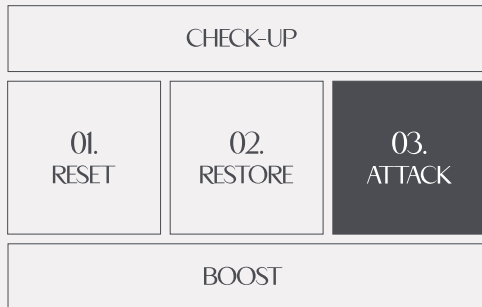 CHECK-UP
01.
RESET
02.
RESTORE
03.
ATTACK
BOOST